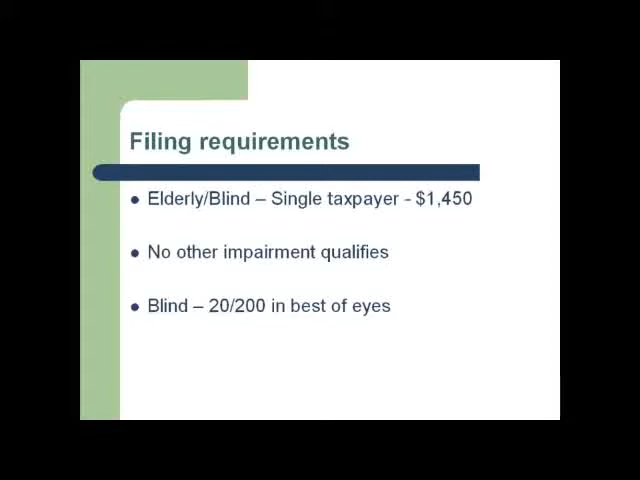 Filing requirements
Elderly/Blind – Single taxpayer - $1,450
No other impairment qualifies
Blind – 20/200 in best of eyes